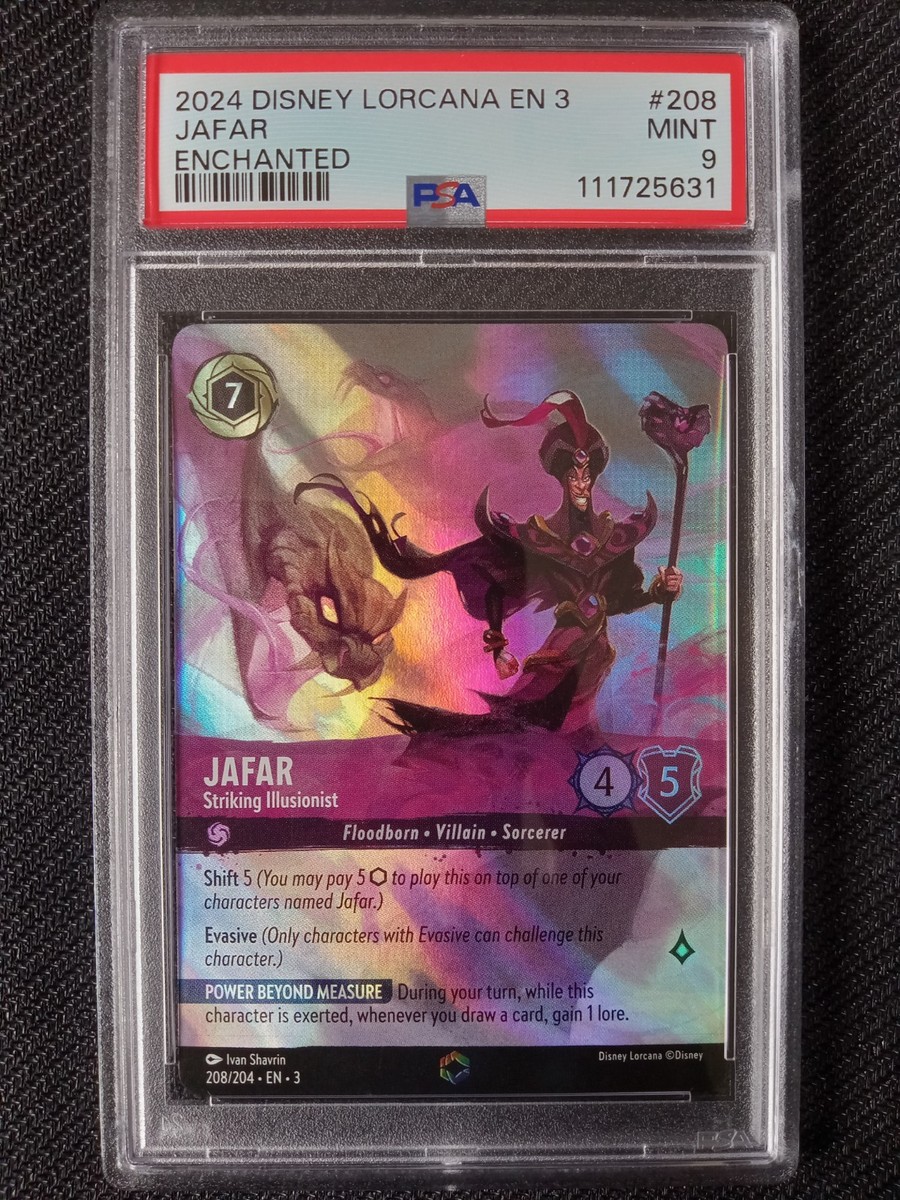 2024 DISNEY LORCANA EN 3 #208
JAFAR MINT
ENCHANTED 9
PSA 111725631
7
JAFAR
Striking Illusionist
4 5
Floodborn • Villain • Sorcerer
Shift 5 (You may pay 5 ⬡ to play this on top of one of your
characters named Jafar.)
Evasive (Only characters with Evasive can challenge this
character.)
POWER BEYOND MEASURE During your turn, while this
character is exerted, whenever you draw a card, gain 1 lore.
Ivan Shavrin Disney Lorcana ©Disney
208/204 • EN • 3
PSA